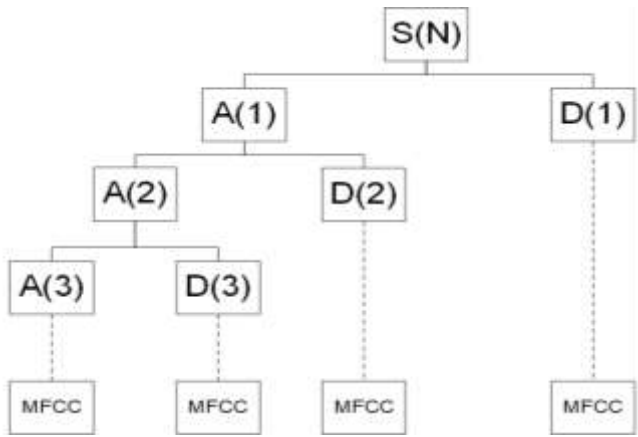 S(N)
A(1) D(1)
A(2) D(2)
A(3) D(3)
MFCC MFCC MFCC MFCC